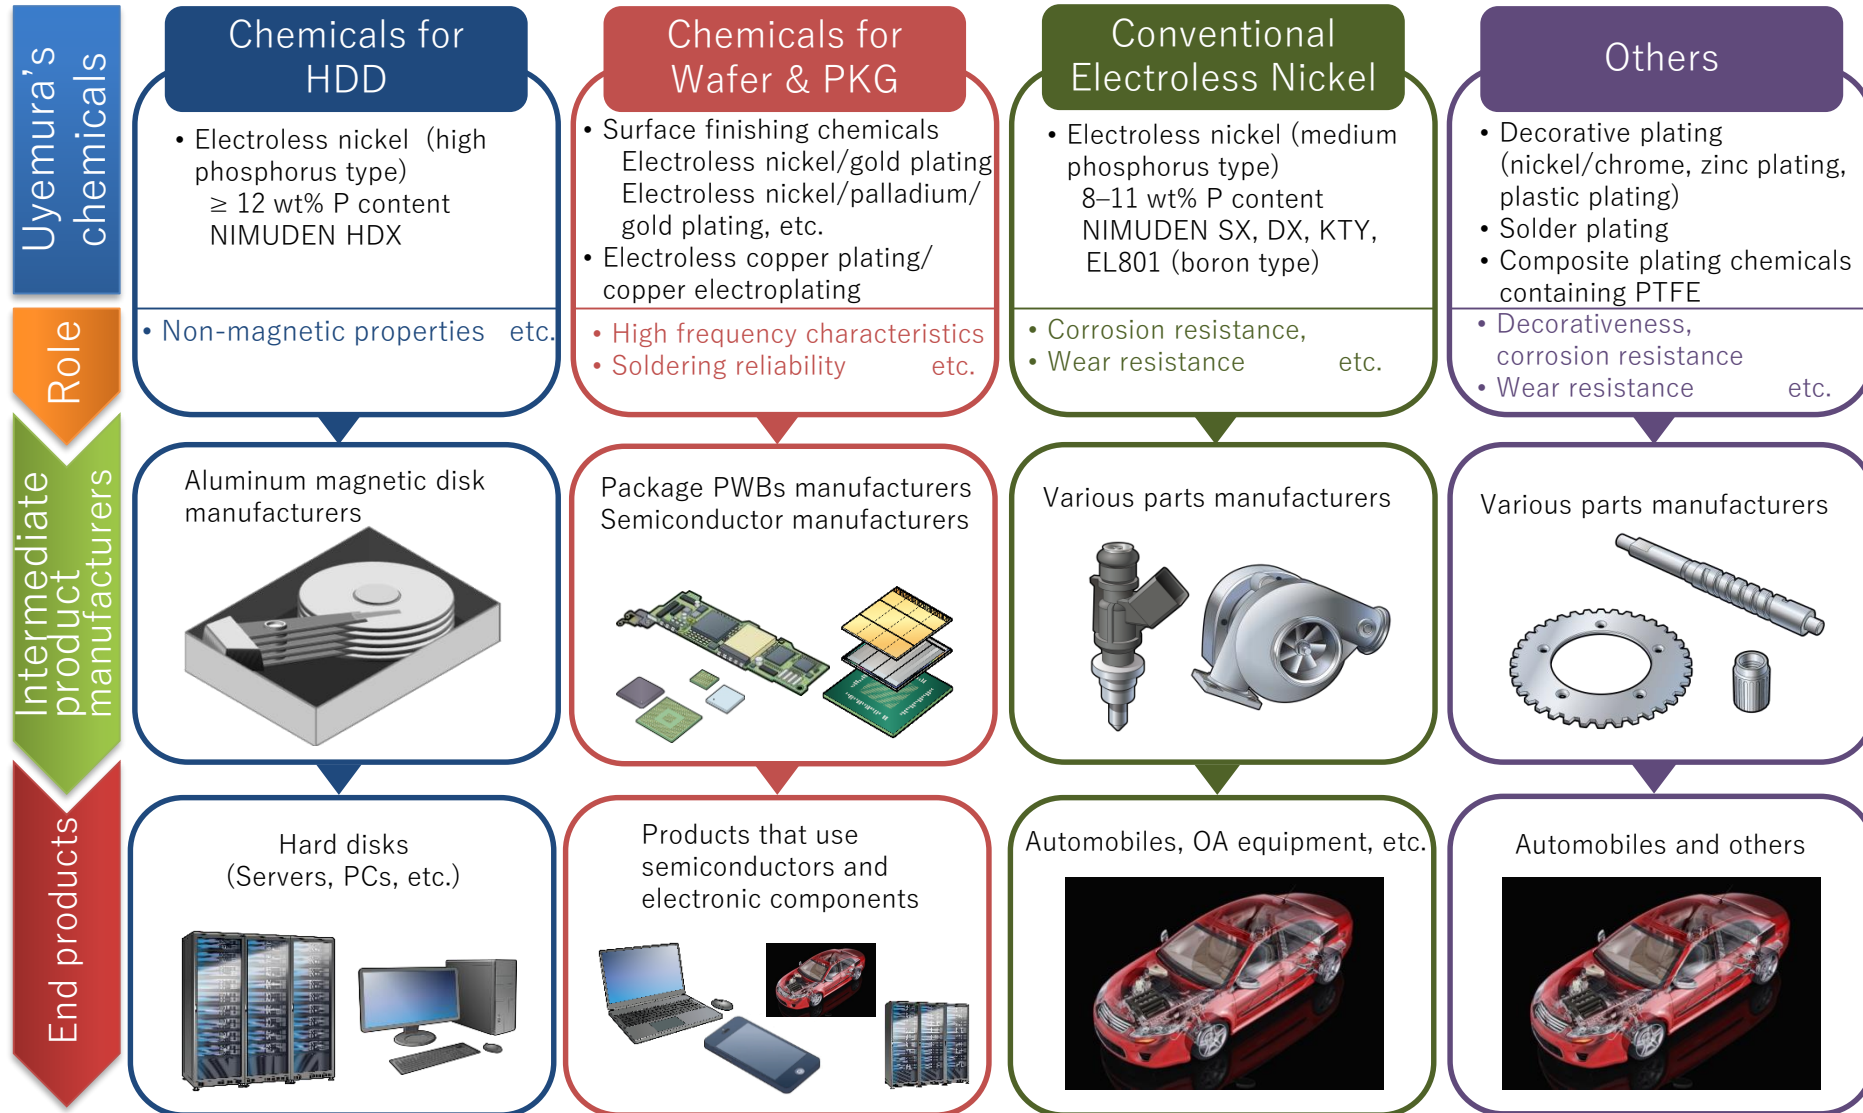 Uyemura's
chemicals
Chemicals for
HDD
• Electroless nickel (high
phosphorus type)
≥ 12 wt% P content
NIMUDEN HDX
Chemicals for
Wafer & PKG
• Surface finishing chemicals
Electroless nickel/gold plating
Electroless nickel/palladium/
gold plating, etc.
• Electroless copper plating/
copper electroplating
Conventional
Electroless Nickel
• Electroless nickel (medium
phosphorus type)
8–11 wt% P content
NIMUDEN SX, DX, KTY,
EL801 (boron type)
Others
• Decorative plating
(nickel/chrome, zinc plating,
plastic plating)
• Solder plating
• Composite plating chemicals
containing PTFE
Role
• Non-magnetic properties etc.
• High frequency characteristics
• Soldering reliability etc.
• Corrosion resistance,
• Wear resistance etc.
• Decorativeness,
corrosion resistance
• Wear resistance etc.
Intermediate
product
manufacturers
Aluminum magnetic disk
manufacturers
Package PWBs manufacturers
Semiconductor manufacturers
Various parts manufacturers
Various parts manufacturers
End products
Hard disks
(Servers, PCs, etc.)
Products that use
semiconductors and
electronic components
Automobiles, OA equipment, etc.
Automobiles and others